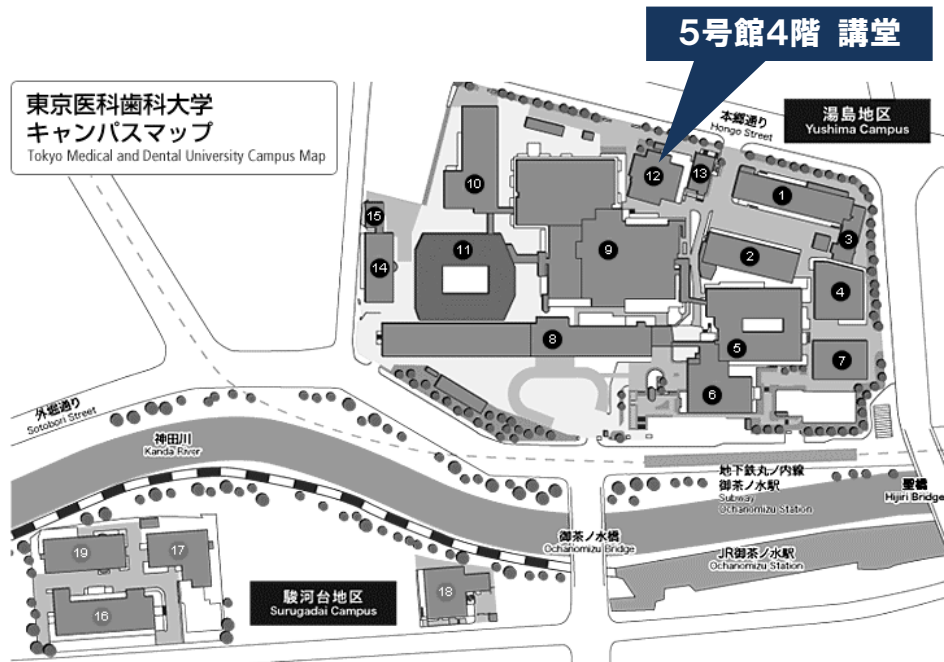 5号館4階 講堂
東京医科歯科大学
キャンパスマップ
Tokyo Medical and Dental University Campus Map
本郷通り
Hongo Street
湯島地区
Yushima Campus
10
12
13
1
15
3
11
9
2
14
4
8
5
7
6
外堀通り
Sotobori Street
神田川
Kanda River
地下鉄丸ノ内線
御茶ノ水駅
Subway
Ochanomizu Station
聖橋
Hijiri Bridge
御茶ノ水橋
Ochanomizu Bridge
JR御茶ノ水駅
Ochanomizu Station
19
17
18
16
駿河台地区
Surugadai Campus